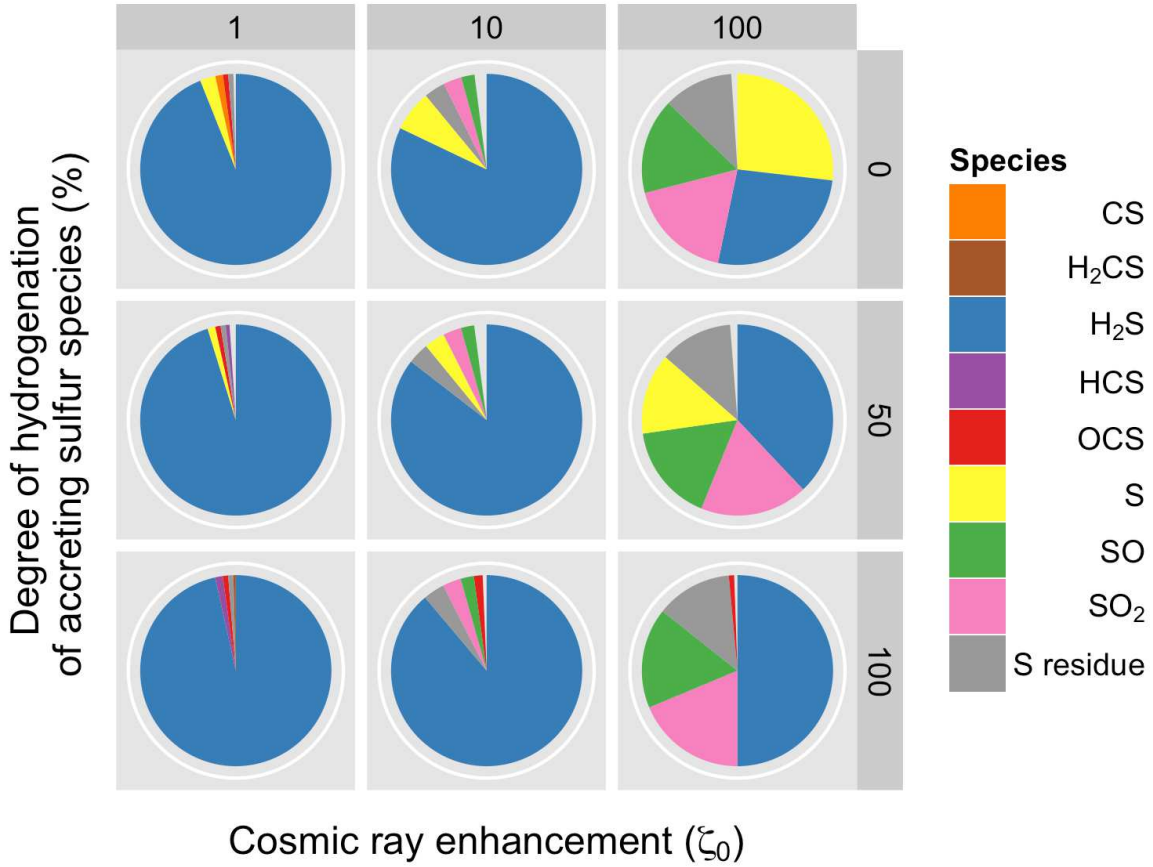 1
10
100
0
50
100
Degree of hydrogenation
of accreting sulfur species (%)
Cosmic ray enhancement (ζ₀)
Species
CS
H₂CS
H₂S
HCS
OCS
S
SO
SO₂
S residue